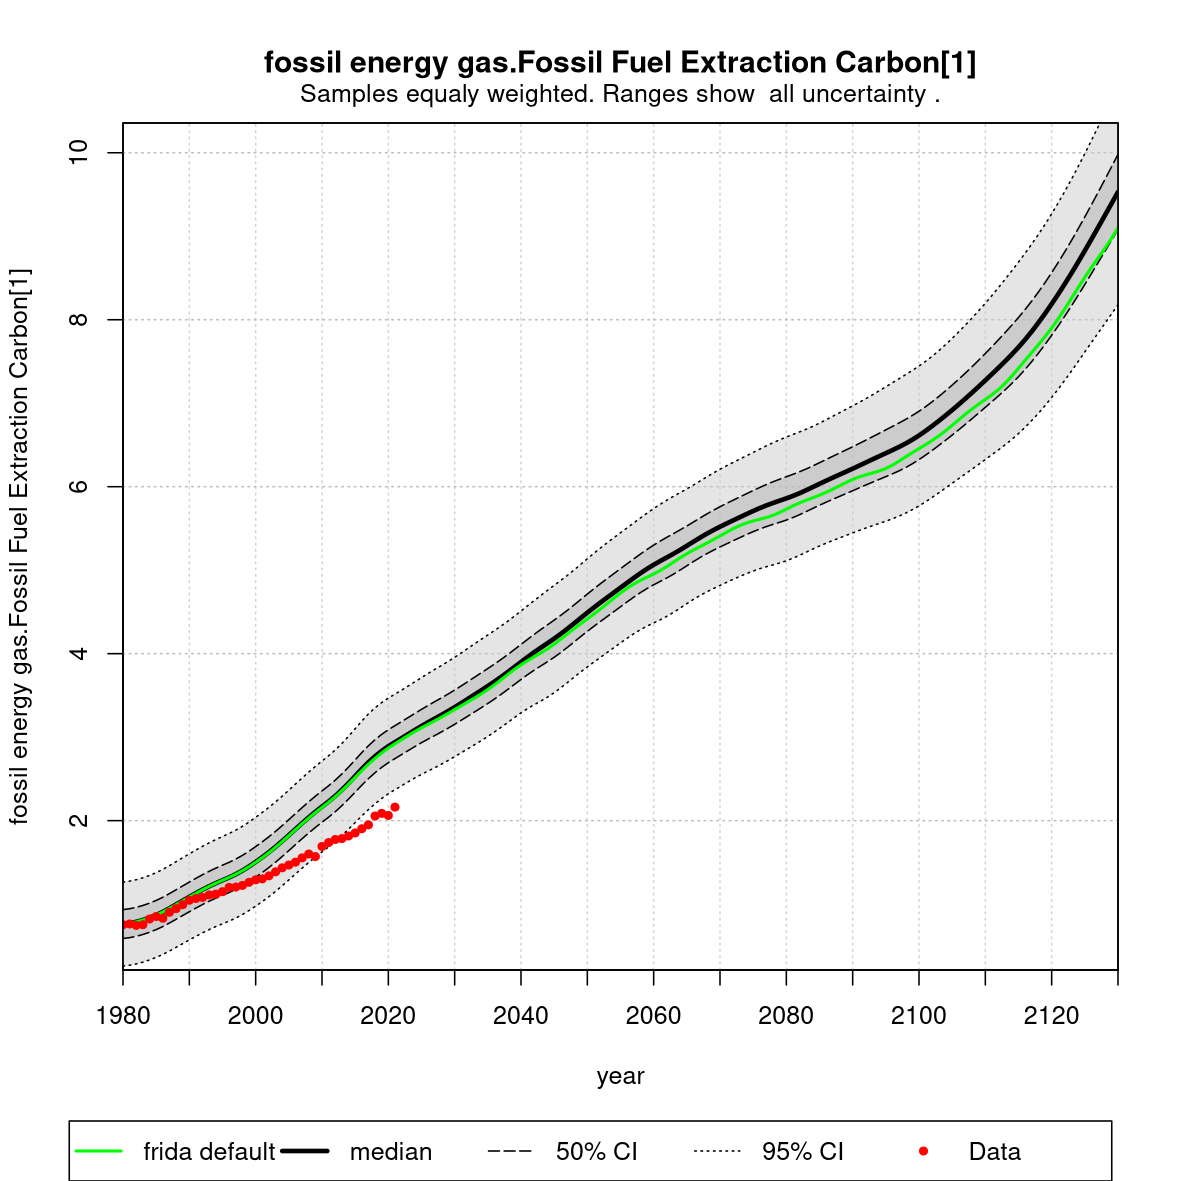 fossil energy gas.Fossil Fuel Extraction Carbon[1]
Samples equaly weighted. Ranges show  all uncertainty .
fossil energy gas.Fossil Fuel Extraction Carbon[1]
10
8
6
4
2
1980 2000 2020 2040 2060 2080 2100 2120
year
frida default median 50% CI 95% CI Data